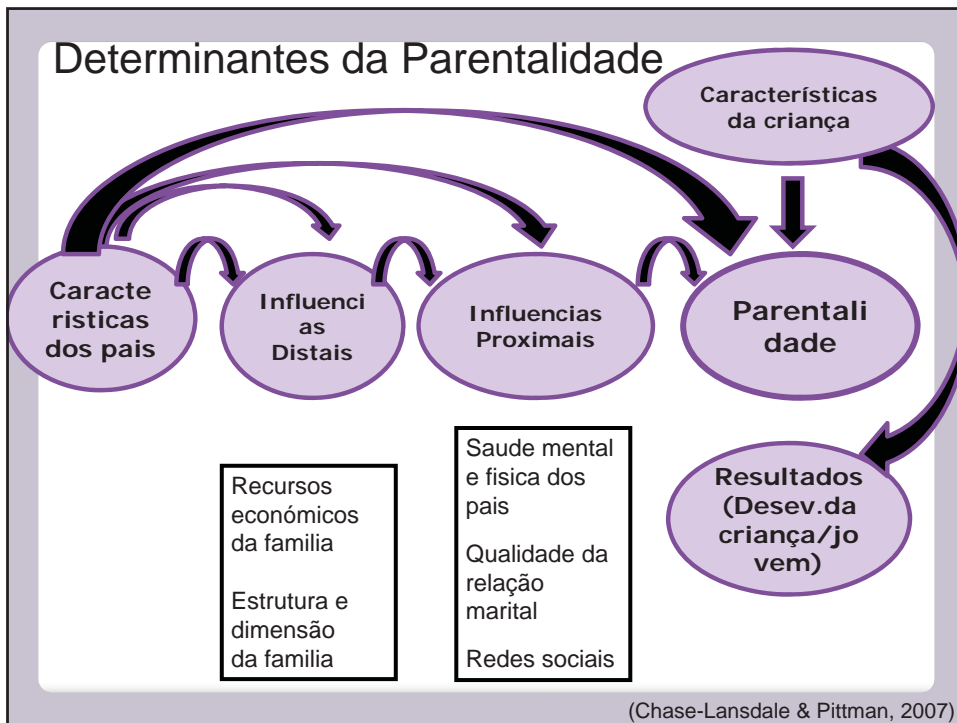 Determinantes da Parentalidade
Características
da criança
Caracte
risticas
dos pais
Influenci
as
Distais
Influencias
Proximais
Parentali
dade
Recursos
económicos
da familia
Estrutura e
dimensão
da familia
Saude mental
e fisica dos
pais
Qualidade da
relação
marital
Redes sociais
Resultados
(Desev.da
criança/jo
vem)
(Chase-Lansdale & Pittman, 2007)